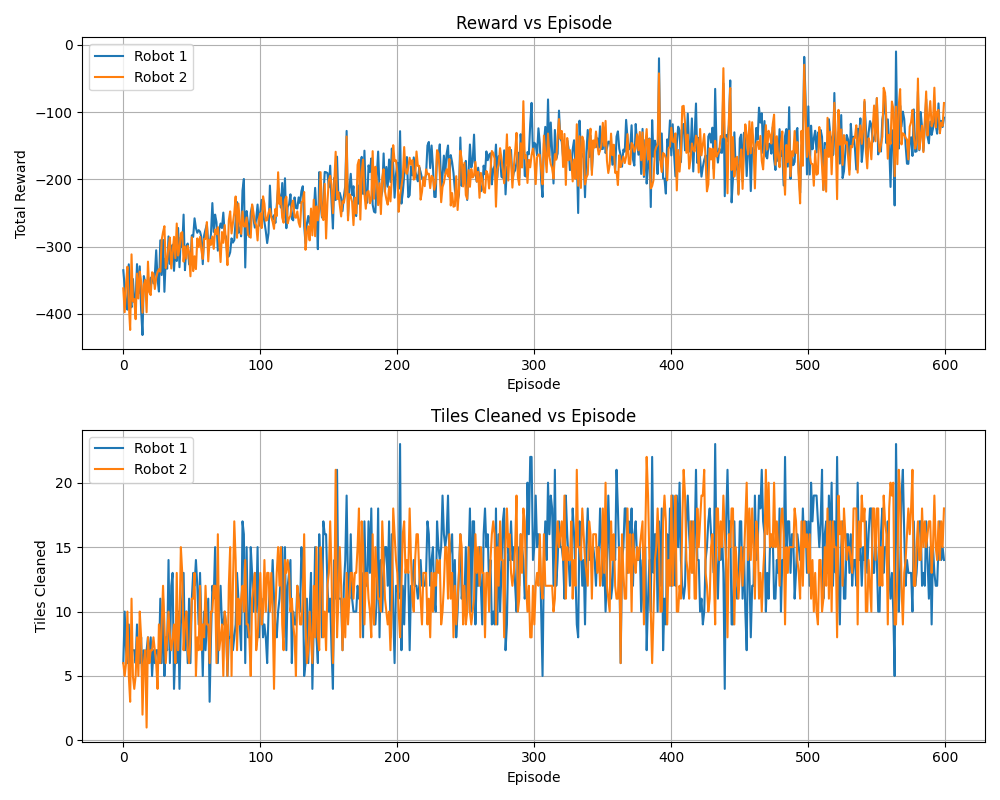 Reward vs Episode
Robot 1
Robot 2
Total Reward
0
−100
−200
−300
−400
0 100 200 300 400 500 600
Episode
Tiles Cleaned vs Episode
Robot 1
Robot 2
Tiles Cleaned
20
15
10
5
0
0 100 200 300 400 500 600
Episode